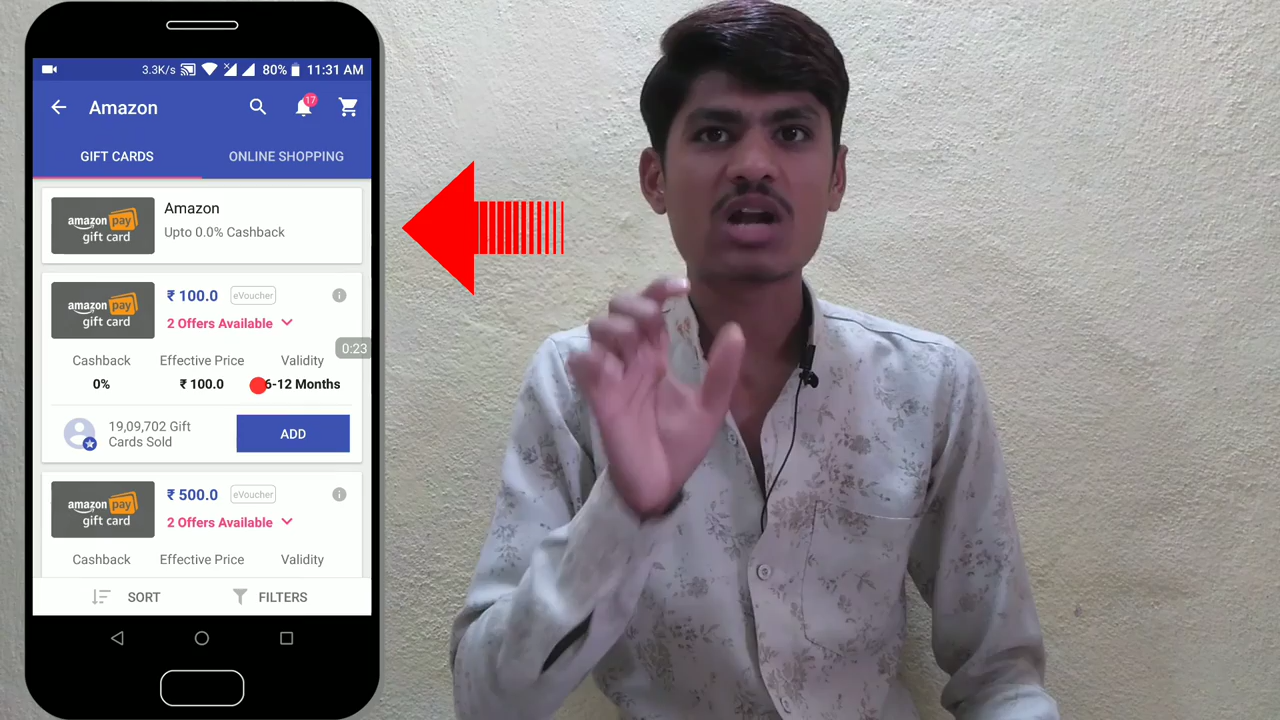 3.3K/s 80% 11:31 AM
Amazon 17
GIFT CARDS ONLINE SHOPPING
amazon pay
gift card
Amazon
Upto 0.0% Cashback
amazon pay
gift card
₹ 100.0 eVoucher
2 Offers Available
0:23
Cashback Effective Price Validity
0% ₹ 100.0 6-12 Months
19,09,702 Gift
Cards Sold
ADD
amazon pay
gift card
₹ 500.0 eVoucher
2 Offers Available
Cashback Effective Price Validity
SORT FILTERS